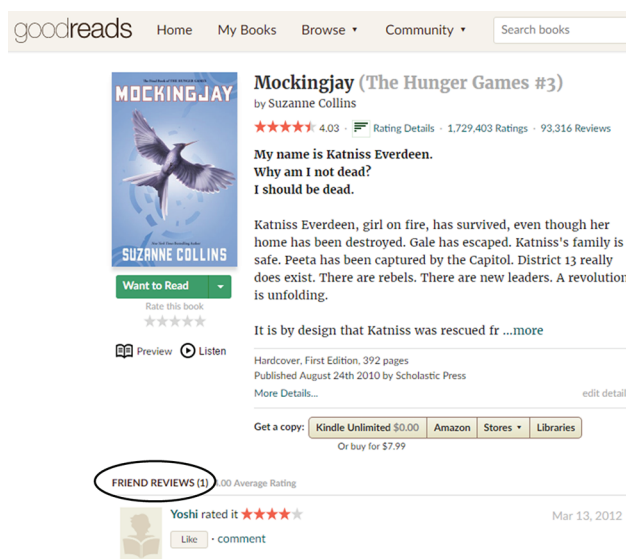 goodreads Home My Books Browse ▾ Community ▾ Search books
The Final Book of THE HUNGER GAMES
MOCKINGJAY
SUZANNE COLLINS
Want to Read
Rate this book
Preview Listen
Mockingjay (The Hunger Games #3)
by Suzanne Collins
4.03 · Rating Details · 1,729,403 Ratings · 93,316 Reviews
My name is Katniss Everdeen.
Why am I not dead?
I should be dead.
Katniss Everdeen, girl on fire, has survived, even though her
home has been destroyed. Gale has escaped. Katniss's family is
safe. Peeta has been captured by the Capitol. District 13 really
does exist. There are rebels. There are new leaders. A revolution
is unfolding.
It is by design that Katniss was rescued fr ...more
Hardcover, First Edition, 392 pages
Published August 24th 2010 by Scholastic Press
More Details... edit detail
Get a copy: Kindle Unlimited $0.00 Amazon Stores ▾ Libraries
Or buy for $7.99
FRIEND REVIEWS (1) .00 Average Rating
Yoshi rated it Mar 13, 2012
Like · comment